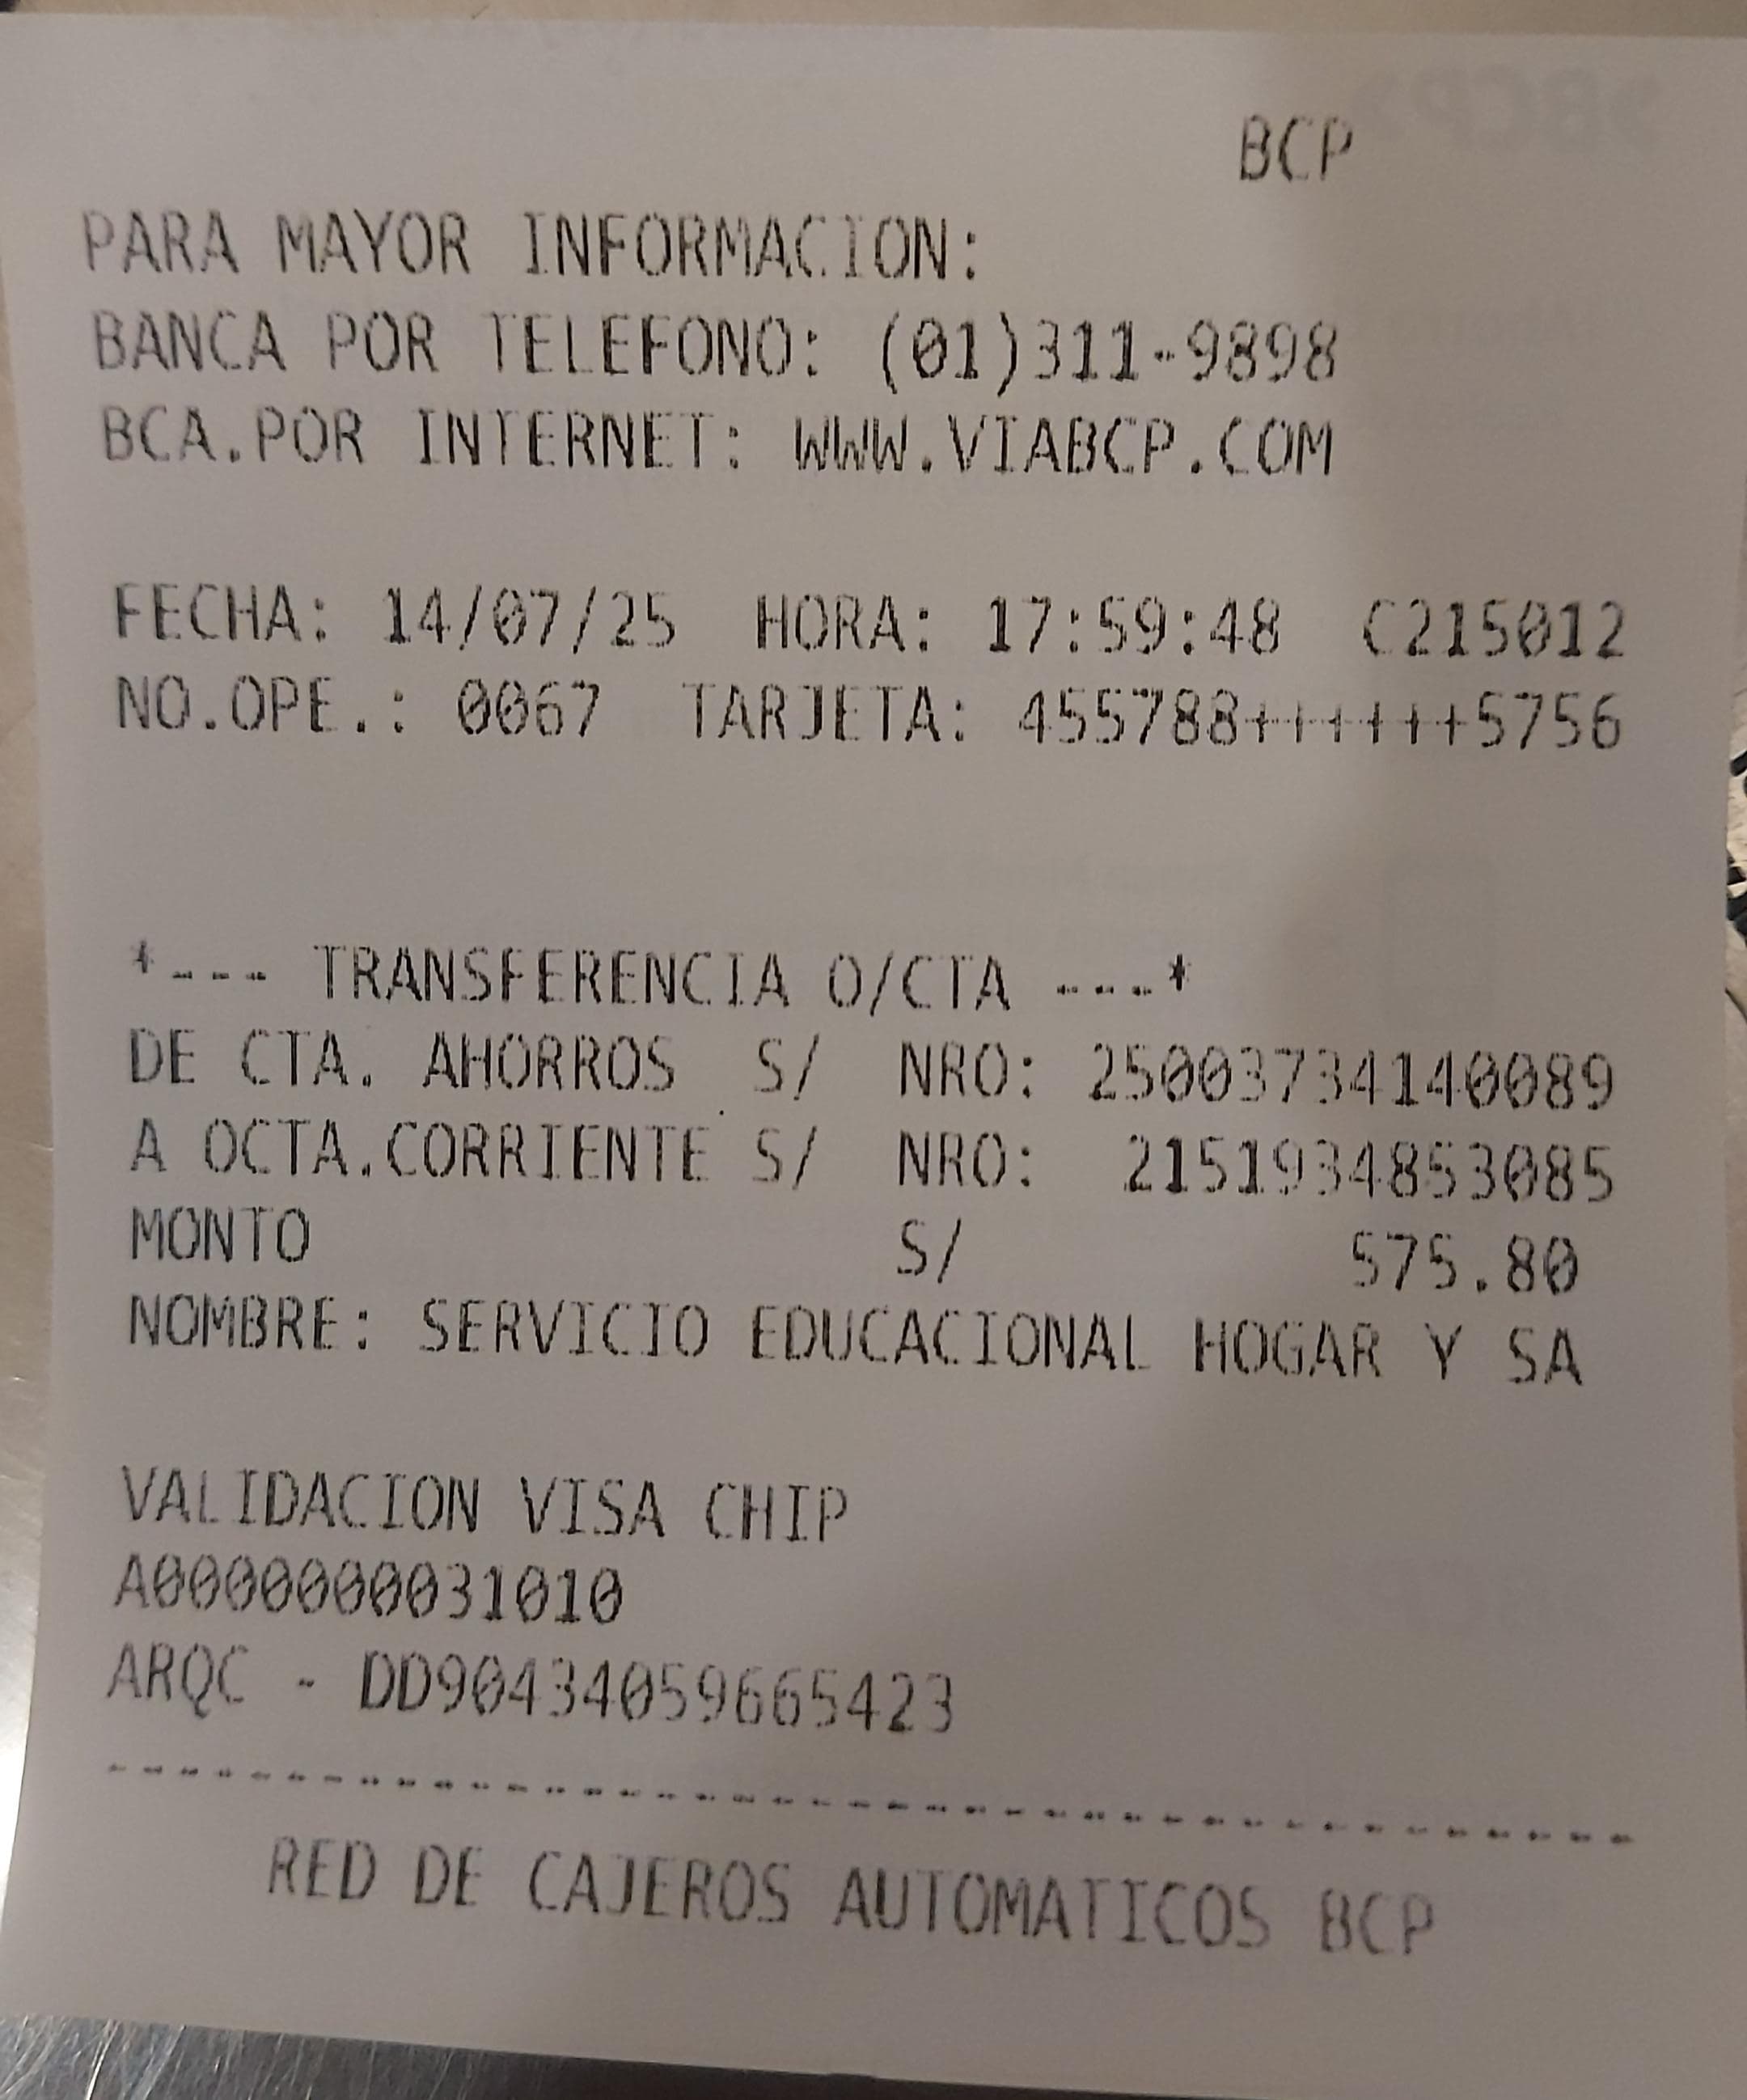 BCP
PARA MAYOR INFORMACION:
BANCA POR TELEFONO: (01)311-9898
BCA.POR INTERNET: WWW.VIABCP.COM
FECHA: 14/07/25 HORA: 17:59:48 C215012
NO.OPE.: 0067 TARJETA: 455788++++++5756
*--- TRANSFERENCIA O/CTA ---*
DE CTA. AHORROS S/ NRO: 25003734140089
A OCTA.CORRIENTE S/ NRO: 2151934853085
MONTO S/ 575.80
NOMBRE: SERVICIO EDUCACIONAL HOGAR Y SA
VALIDACION VISA CHIP
A0000000031010
ARQC - DD90434059665423
----------------------------------------
RED DE CAJEROS AUTOMATICOS BCP